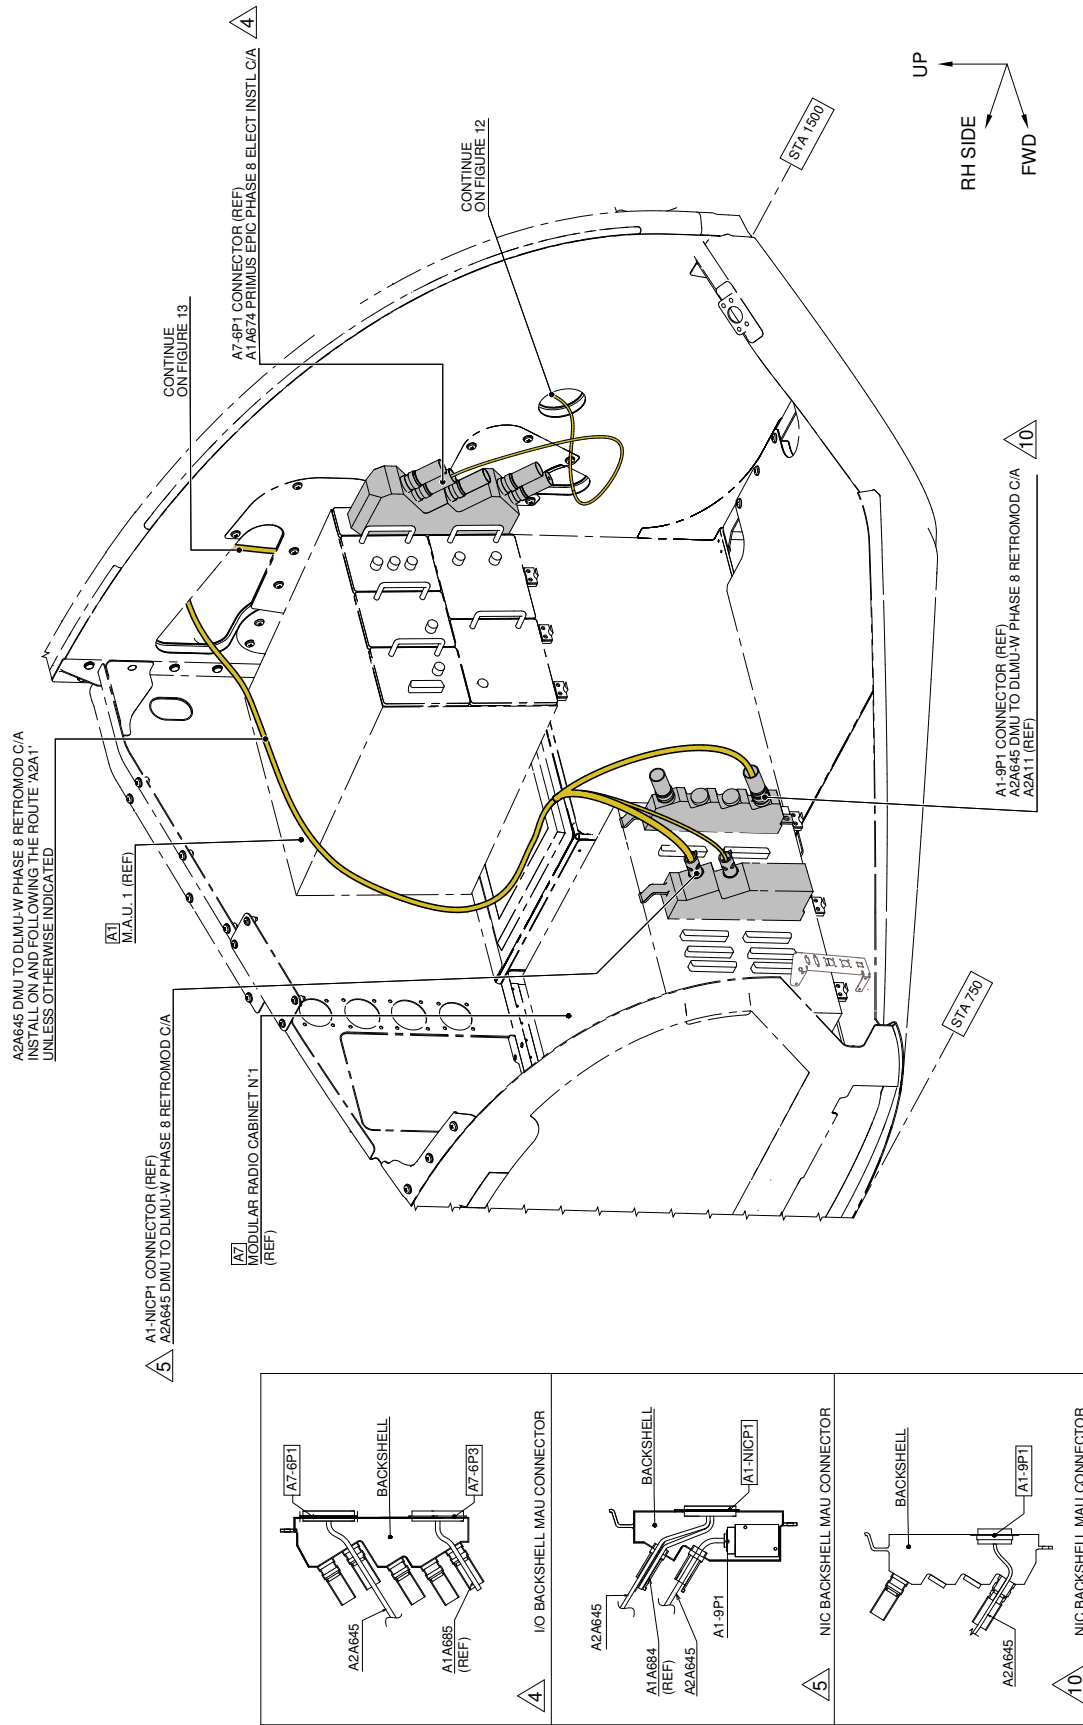 A2A645 DMU TO DLMU-W PHASE 8 RETROMOD C/A
INSTALL ON AND FOLLOWING THE ROUTE 'A2A1'
UNLESS OTHERWISE INDICATED
A1
M.A.U. 1 (REF)
5
A1-NICP1 CONNECTOR (REF)
A2A645 DMU TO DLMU-W PHASE 8 RETROMOD C/A
A7
MODULAR RADIO CABINET N°1
(REF)
CONTINUE
ON FIGURE 13
A7-6P1 CONNECTOR (REF)
A1A674 PRIMUS EPIC PHASE 8 ELECT INSTL C/A
4
CONTINUE
ON FIGURE 12
STA 1500
UP
RH SIDE
FWD
A1-9P1 CONNECTOR (REF)
A2A645 DMU TO DLMU-W PHASE 8 RETROMOD C/A
A2A11 (REF)
10
STA 750
A7-6P1
BACKSHELL
A7-6P3
A2A645
A1A685
(REF)
4
I/O BACKSHELL MAU CONNECTOR
BACKSHELL
A1-NICP1
A2A645
A1A684
(REF)
A2A645
A1-9P1
5
NIC BACKSHELL MAU CONNECTOR
BACKSHELL
A1-9P1
A2A645
10
NIC BACKSHELL MAU CONNECTOR